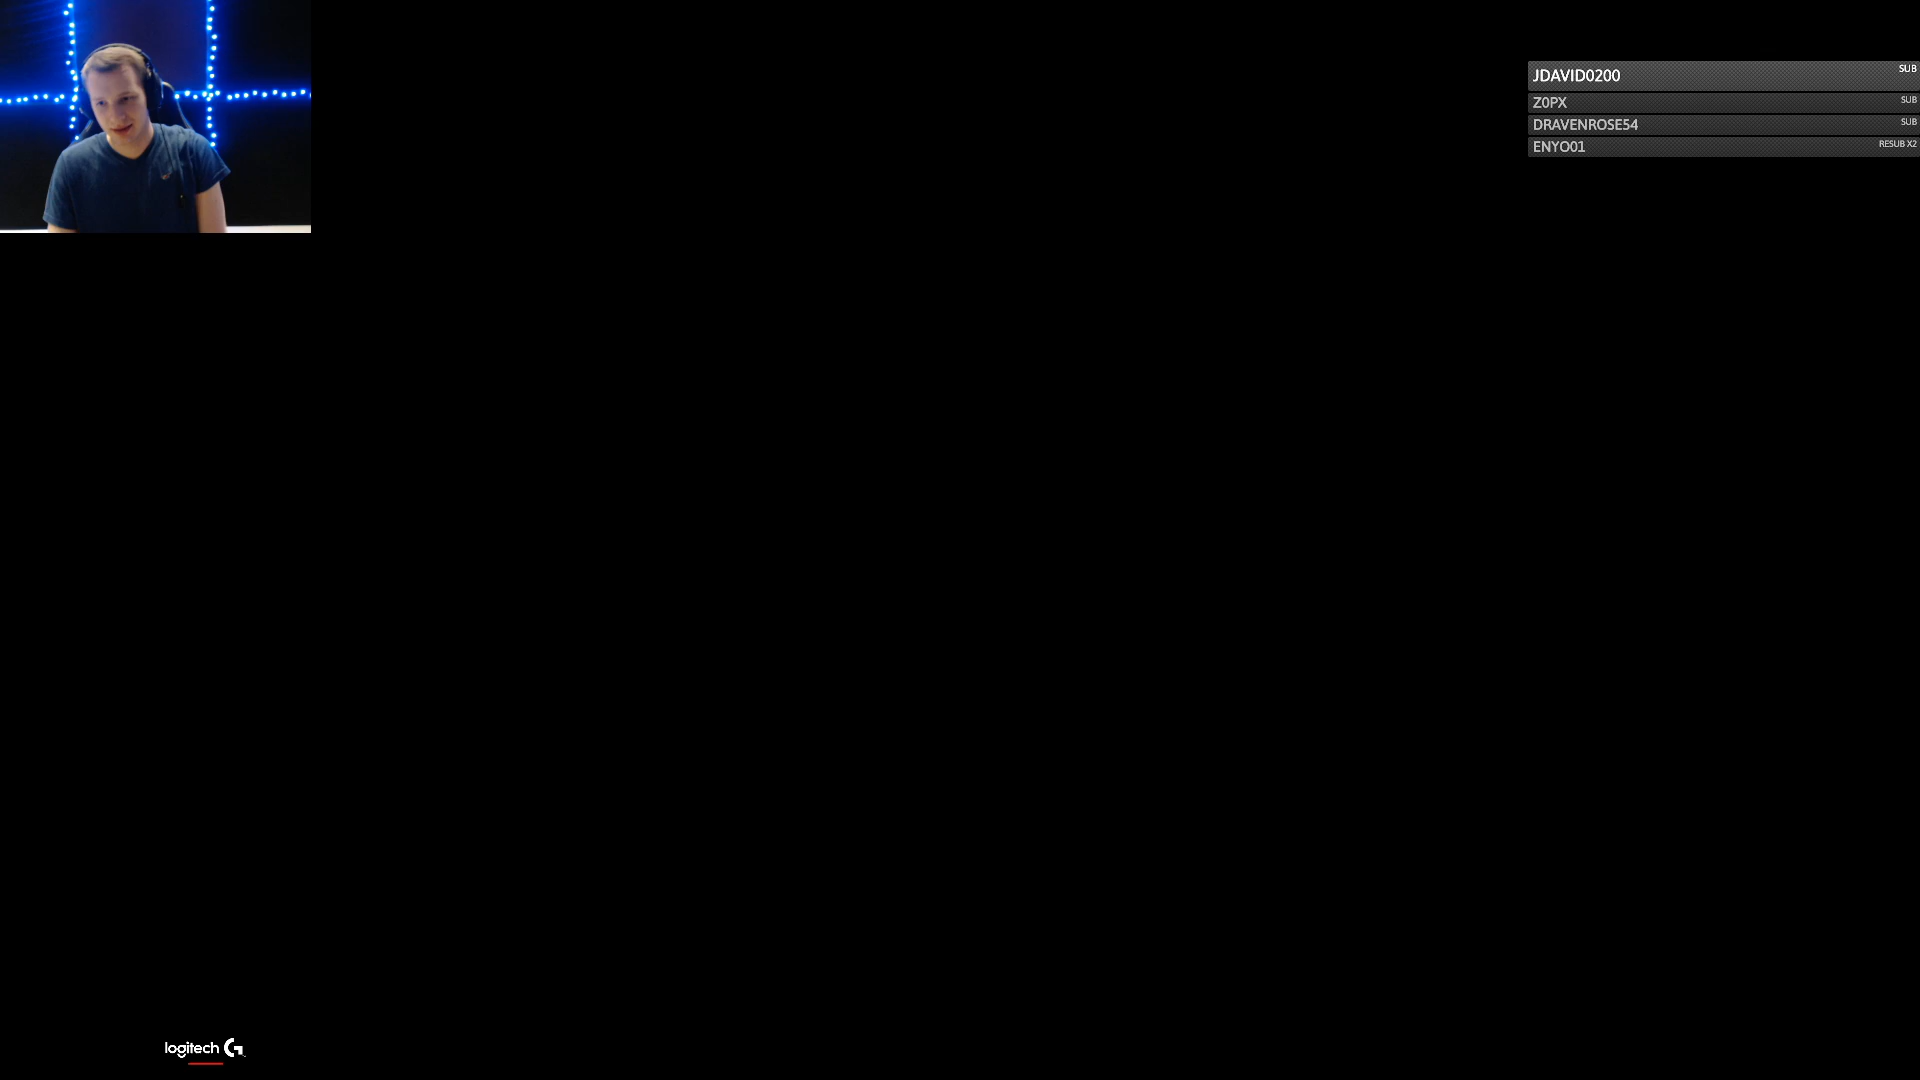 JDAVID0200 SUB
Z0PX SUB
DRAVENROSE54 SUB
ENYO01 RESUB X2
logitech G